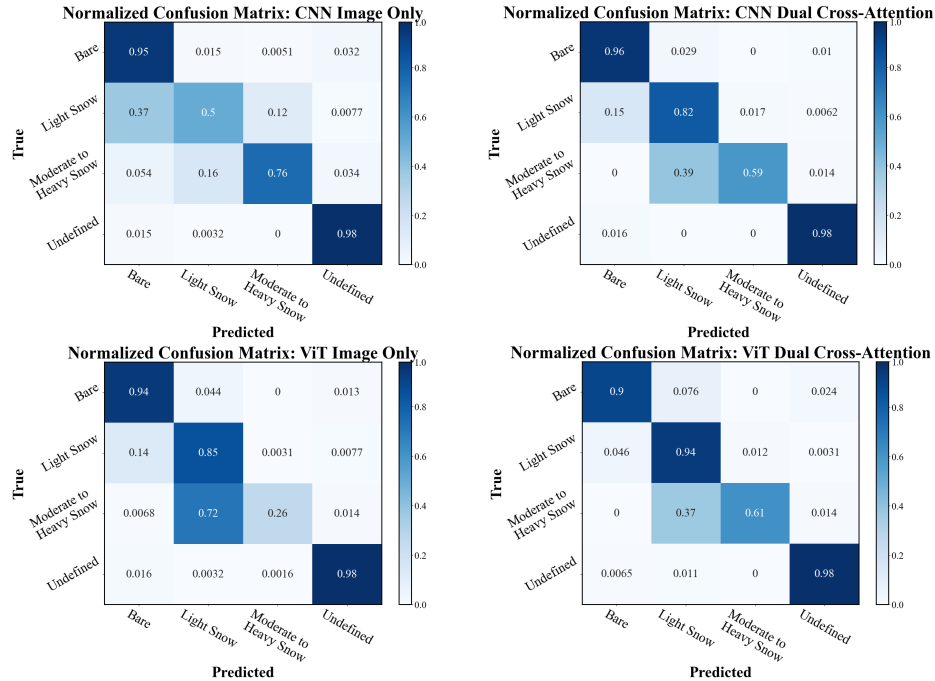 Normalized Confusion Matrix: CNN Image Only
True
Bare
0.95 0.015 0.0051 0.032
Light Snow
0.37 0.5 0.12 0.0077
Moderate to
Heavy Snow
0.054 0.16 0.76 0.034
Undefined
0.015 0.0032 0 0.98
Bare
Light Snow
Moderate to
Heavy Snow
Undefined
Predicted
1.0
0.8
0.6
0.4
0.2
0.0
Normalized Confusion Matrix: CNN Dual Cross-Attention
True
Bare
0.96 0.029 0 0.01
Light Snow
0.15 0.82 0.017 0.0062
Moderate to
Heavy Snow
0 0.39 0.59 0.014
Undefined
0.016 0 0 0.98
Bare
Light Snow
Moderate to
Heavy Snow
Undefined
Predicted
1.0
0.8
0.6
0.4
0.2
0.0
Normalized Confusion Matrix: ViT Image Only
True
Bare
0.94 0.044 0 0.013
Light Snow
0.14 0.85 0.0031 0.0077
Moderate to
Heavy Snow
0.0068 0.72 0.26 0.014
Undefined
0.016 0.0032 0.0016 0.98
Bare
Light Snow
Moderate to
Heavy Snow
Undefined
Predicted
1.0
0.8
0.6
0.4
0.2
0.0
Normalized Confusion Matrix: ViT Dual Cross-Attention
True
Bare
0.9 0.076 0 0.024
Light Snow
0.046 0.94 0.012 0.0031
Moderate to
Heavy Snow
0 0.37 0.61 0.014
Undefined
0.0065 0.011 0 0.98
Bare
Light Snow
Moderate to
Heavy Snow
Undefined
Predicted
1.0
0.8
0.6
0.4
0.2
0.0